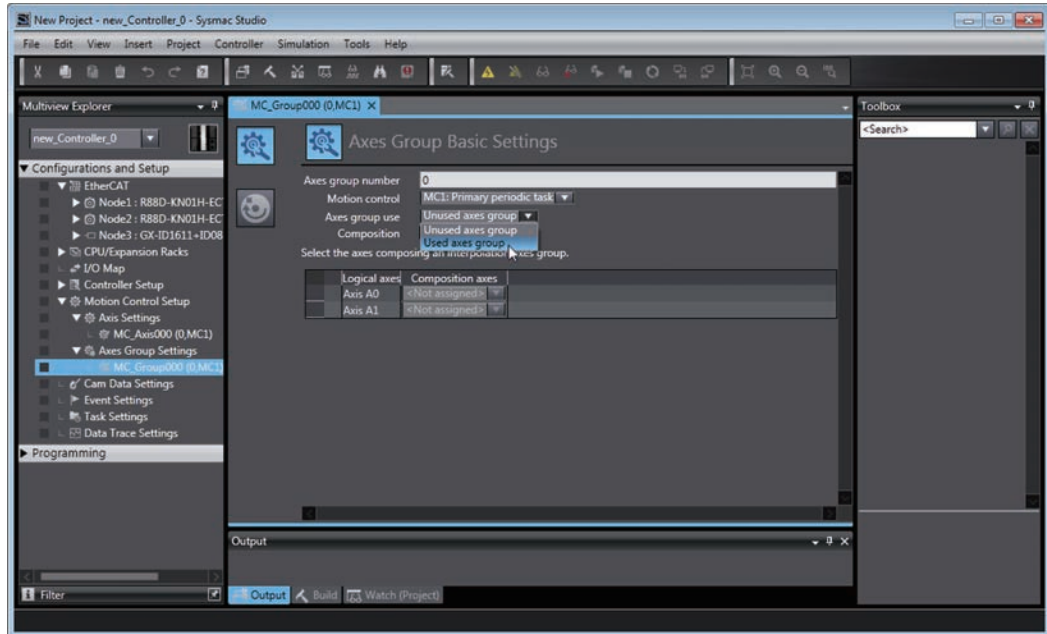 New Project - new_Controller_0 - Sysmac Studio
File Edit View Insert Project Controller Simulation Tools Help
Multiview Explorer
new_Controller_0
Configurations and Setup
EtherCAT
Node1 : R88D-KN01H-EC
Node2 : R88D-KN01H-EC
Node3 : GX-ID1611+ID08
CPU/Expansion Racks
I/O Map
Controller Setup
Motion Control Setup
Axis Settings
MC_Axis000 (0,MC1)
Axes Group Settings
MC_Group000 (0,MC1)
Cam Data Settings
Event Settings
Task Settings
Data Trace Settings
Programming
Filter
MC_Group000 (0,MC1)
Axes Group Basic Settings
Axes group number 0
Motion control MC1: Primary periodic task
Axes group use Unused axes group
Unused axes group
Used axes group
Composition
Select the axes composing an interpolation axes group.
Logical axes Composition axes
Axis A0 <Not assigned>
Axis A1 <Not assigned>
Output
Output Build Watch (Project)
Toolbox
<Search>